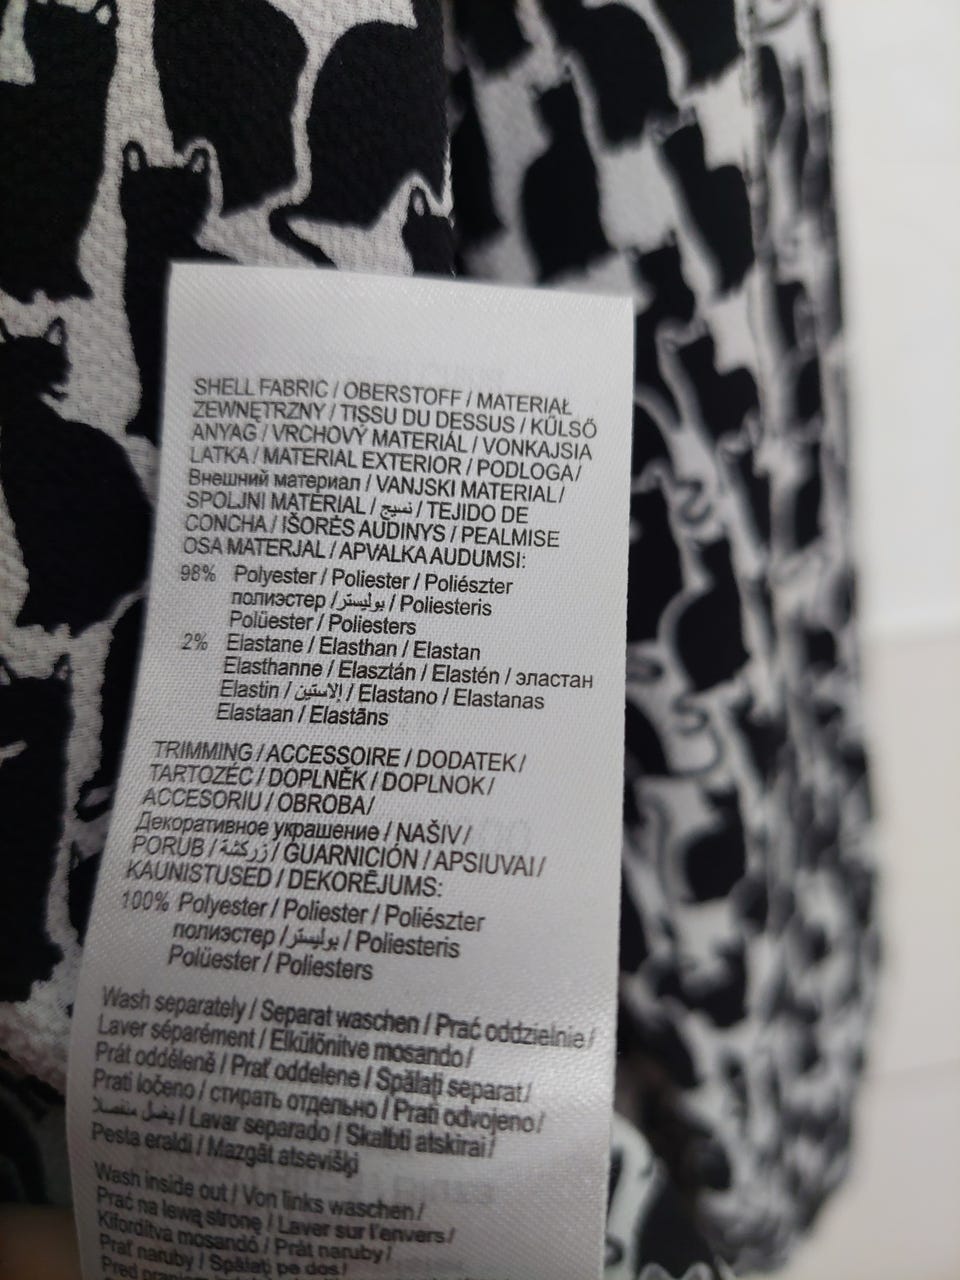 SHELL FABRIC / OBERSTOFF / MATERIAŁ
ZEWNĘTRZNY / TISSU DU DESSUS / KŰLSŐ
ANYAG / VRCHOVÝ MATERIÁL / VONKAJSIA
LATKA / MATERIAL EXTERIOR / PODLOGA /
Внешний материал / VANJSKI MATERIAL /
SPOLJNI MATERIAL / نسيج / TEJIDO DE
CONCHA / IŠORĖS AUDINYS / PEALMISE
OSA MATERJAL / APVALKA AUDUMSI:
98% Polyester / Poliester / Poliészter
полиэстер / بوليستر / Poliesteris
Polüester / Poliesters
2% Elastane / Elasthan / Elastan
Elasthanne / Elasztán / Elastén / эластан
Elastin / الاستين / Elastano / Elastanas
Elastaan / Elastāns
TRIMMING / ACCESSOIRE / DODATEK /
TARTOZÉC / DOPLNĚK / DOPLNOK /
ACCESORIU / OBROBA /
Декоративное украшение / NAŠIV /
PORUB / زركشة / GUARNICIÓN / APSIUVAI /
KAUNISTUSED / DEKORĒJUMS:
100% Polyester / Poliester / Poliészter
полиэстер / بوليستر / Poliesteris
Polüester / Poliesters
Wash separately / Separat waschen / Prać oddzielnie /
Laver séparément / Elkülönitve mosando /
Prát odděleně / Prať oddelene / Spălați separat /
Prati ločeno / стирать отдельно / Prati odvojeno /
يغسل منفصلا / Lavar separado / Skalbti atskirai /
Pesta eraldi / Mazgāt atsevišķi
Wash inside out / Von links waschen /
Prać na lewą stronę / Laver sur l'envers /
Kifordítva mosandó / Prát naruby /
Prať naruby / Spălați pe dos /
Pred